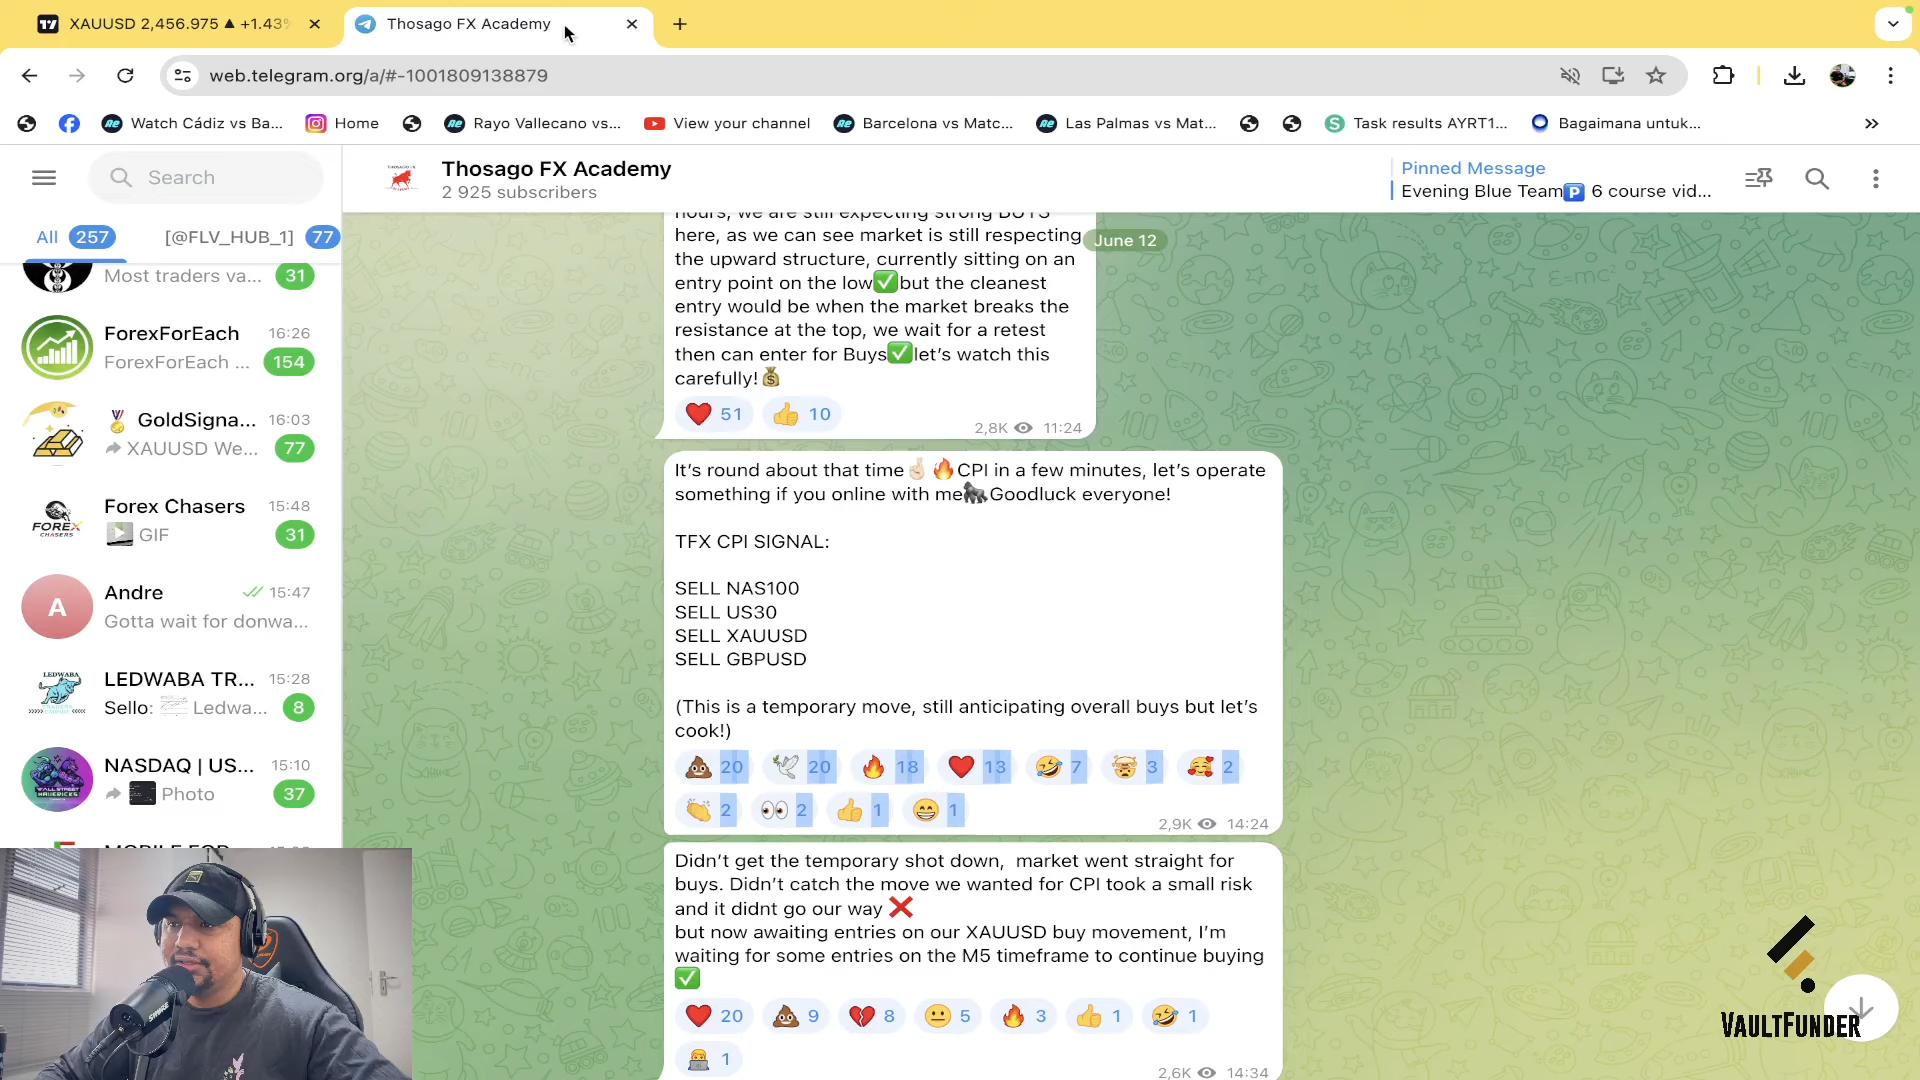 XAUUSD 2,456.975 ▲ +1.43%
Thosago FX Academy
web.telegram.org/a/#-1001809138879
Watch Cádiz vs Ba...
Home
Rayo Vallecano vs...
View your channel
Barcelona vs Matc...
Las Palmas vs Mat...
Task results AYRT1...
Bagaimana untuk...
Search
Thosago FX Academy
2 925 subscribers
Pinned Message
Evening Blue Team🅿️ 6 course vid...
All 257
[@FLV_HUB_1] 77
Most traders va... 31
ForexForEach 16:26
ForexForEach ... 154
🏅 GoldSigna... 16:03
XAUUSD We... 77
Forex Chasers 15:48
GIF 31
Andre 15:47
Gotta wait for donwa...
LEDWABA TR... 15:28
Sello: Ledwa... 8
NASDAQ | US... 15:10
Photo 37
A
FOREX
CHASERS
LEDWABA
June 12
hours, we are still expecting strong BUYS
here, as we can see market is still respecting
the upward structure, currently sitting on an
entry point on the low✅but the cleanest
entry would be when the market breaks the
resistance at the top, we wait for a retest
then can enter for Buys✅let's watch this
carefully!💰
❤️ 51 👍 10
2,8K 11:24
It's round about that time🤞🏻🔥CPI in a few minutes, let's operate
something if you online with me🦍Goodluck everyone!
TFX CPI SIGNAL:
SELL NAS100
SELL US30
SELL XAUUSD
SELL GBPUSD
(This is a temporary move, still anticipating overall buys but let's
cook!)
💩 20 🕊 20 🔥 18 ❤️ 13 🤣 7 🤯 3 🥰 2
👏 2 👀 2 👍 1 😁 1
2,9K 14:24
Didn't get the temporary shot down,  market went straight for
buys. Didn't catch the move we wanted for CPI took a small risk
and it didnt go our way ❌
but now awaiting entries on our XAUUSD buy movement, I'm
waiting for some entries on the M5 timeframe to continue buying
✅
❤️ 20 💩 9 💔 8 😐 5 🔥 3 👍 1 🤣 1
👨‍💻 1
2,6K 14:34
SHURE
VAULTFUNDER